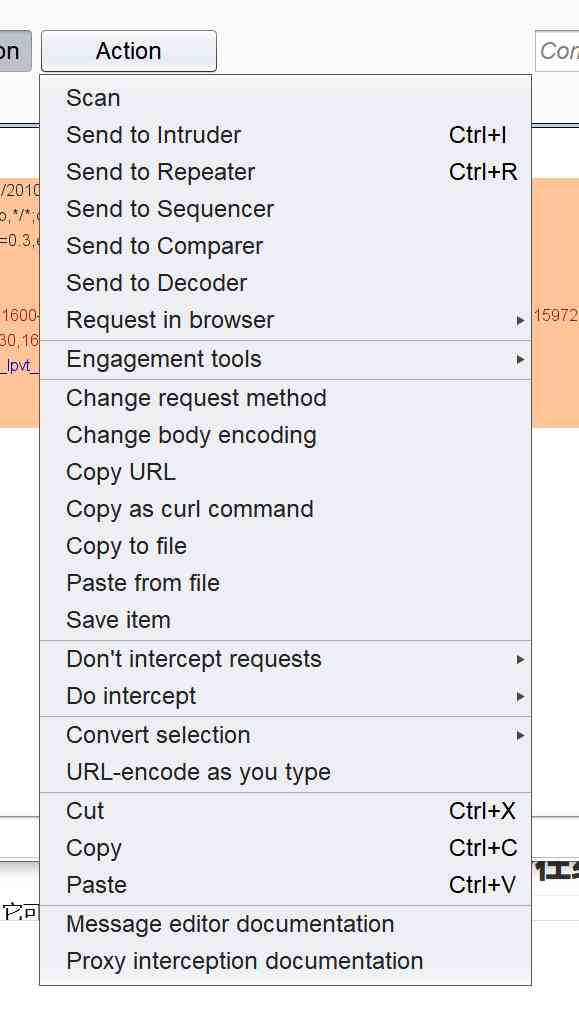 on Action Com
Scan
Send to Intruder Ctrl+I
Send to Repeater Ctrl+R
/2010
Send to Sequencer
Send to Comparer
=0.3,
Send to Decoder
1600- Request in browser 15972
30,16
Engagement tools
_lpvt_
Change request method
Change body encoding
Copy URL
Copy as curl command
Copy to file
Paste from file
Save item
Don't intercept requests
Do intercept
Convert selection
URL-encode as you type
Cut Ctrl+X
Copy Ctrl+C
Paste Ctrl+V
Message editor documentation
Proxy interception documentation